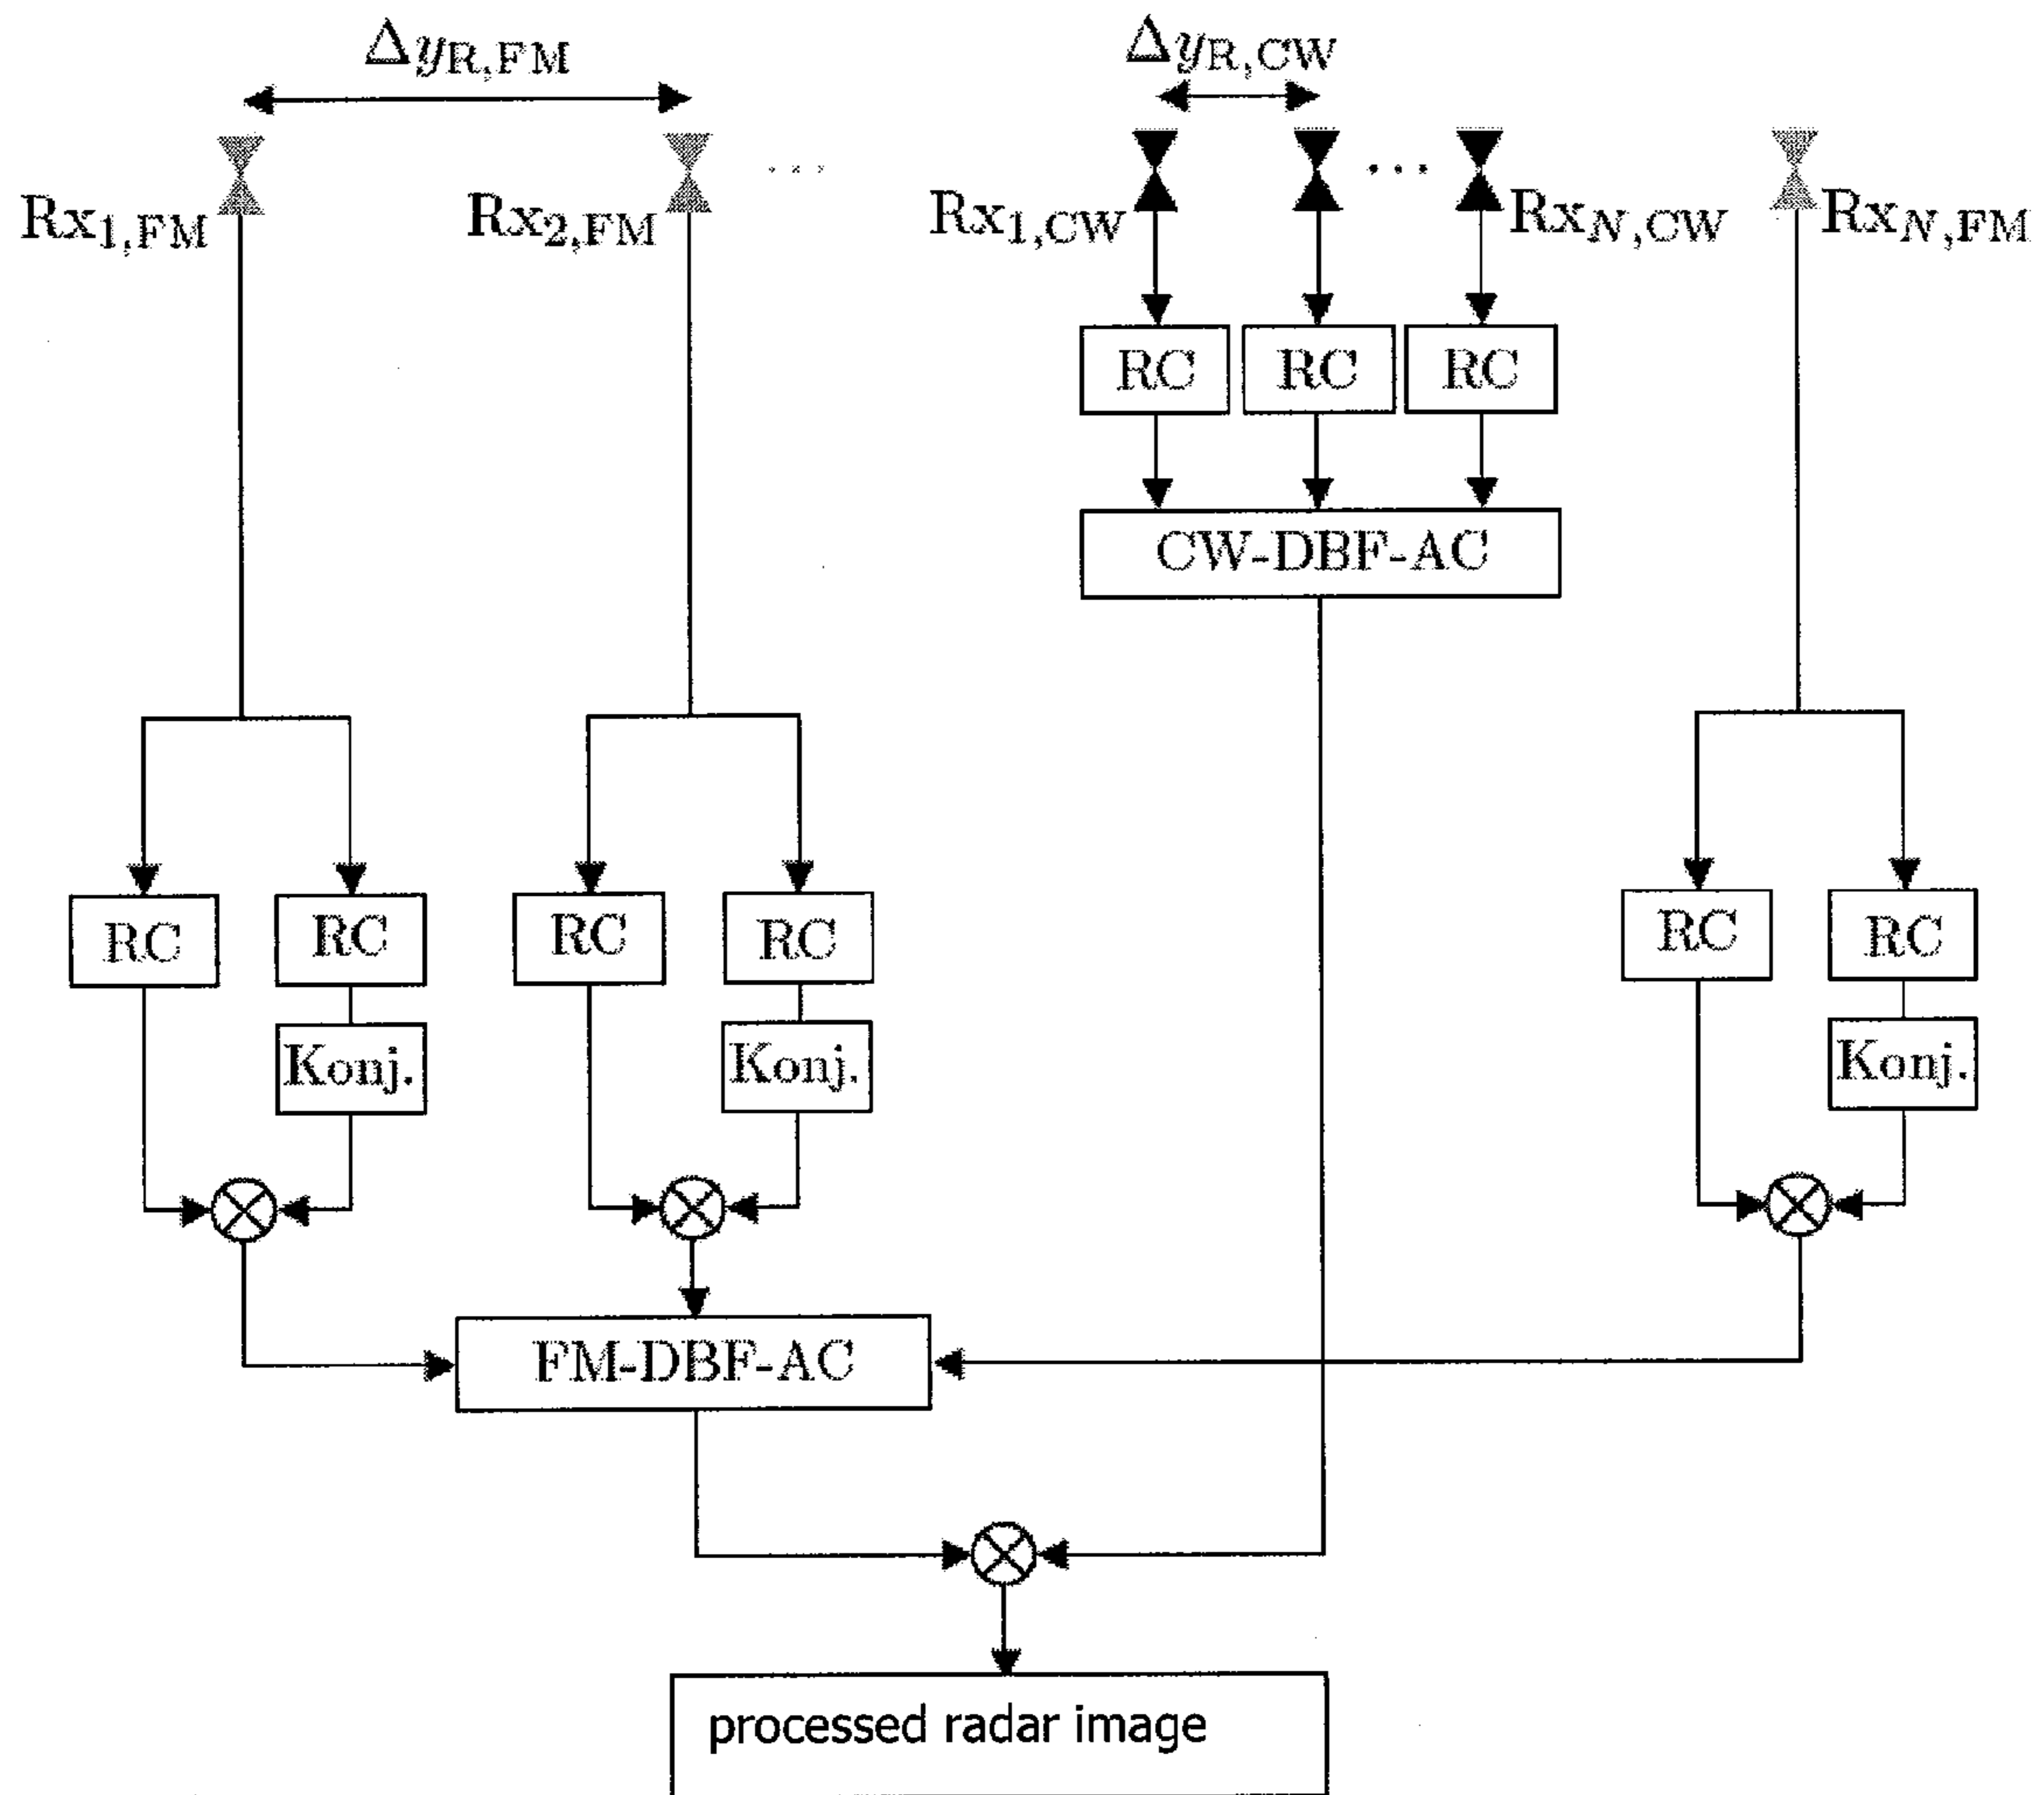 Δy_R,FM
Δy_R,CW
...
...
Rx_1,FM
Rx_2,FM
Rx_1,CW
Rx_N,CW
Rx_N,FM
RC
RC
RC
CW-DBF-AC
RC
RC
RC
RC
RC
RC
Konj.
Konj.
Konj.
FM-DBF-AC
processed radar image